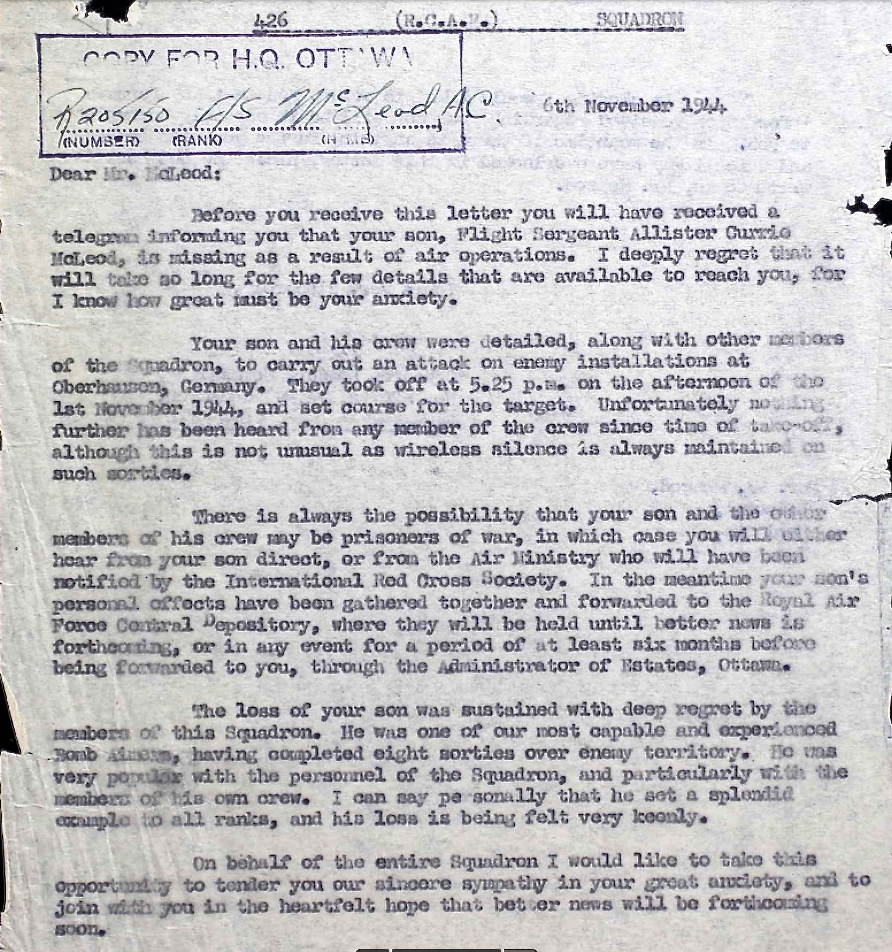 426 (R.C.A.F.) SQUADRON
COPY FOR H.Q. OTTAWA
R205150 F/S McLeod A.C.
(NUMBER) (RANK) (NAME)
6th November 1944
Dear Mr. McLeod:
Before you receive this letter you will have received a
telegram informing you that your son, Flight Sergeant Allister Currie
McLeod, is missing as a result of air operations. I deeply regret that it
will take so long for the few details that are available to reach you, for
I know how great must be your anxiety.
Your son and his crew were detailed, along with other members
of the Squadron, to carry out an attack on enemy installations at
Oberhausen, Germany. They took off at 5.25 p.m. on the afternoon of the
1st November 1944, and set course for the target. Unfortunately nothing
further has been heard from any member of the crew since time of take-off,
although this is not unusual as wireless silence is always maintained on
such sorties.
There is always the possibility that your son and the other
members of his crew may be prisoners of war, in which case you will either
hear from your son direct, or from the Air Ministry who will have been
notified by the International Red Cross Society. In the meantime your son's
personal effects have been gathered together and forwarded to the Royal Air
Force Central Depository, where they will be held until better news is
forthcoming, or in any event for a period of at least six months before
being forwarded to you, through the Administrator of Estates, Ottawa.
The loss of your son was sustained with deep regret by the
members of this Squadron. He was one of our most capable and experienced
Bomb Aimers, having completed eight sorties over enemy territory. He was
very popular with the personnel of the Squadron, and particularly with the
members of his own crew. I can say pe sonally that he set a splendid
example to all ranks, and his loss is being felt very keenly.
On behalf of the entire Squadron I would like to take this
opportunity to tender you our sincere sympathy in your great anxiety, and to
join with you in the heartfelt hope that better news will be forthcoming
soon.